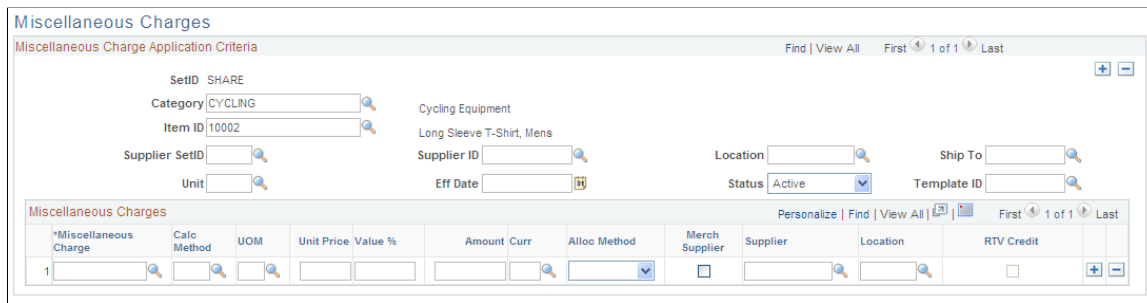 Miscellaneous Charges
Miscellaneous Charge Application Criteria Find | View All First 1 of 1 Last
SetID SHARE
Category CYCLING Cycling Equipment
Item ID 10002 Long Sleeve T-Shirt, Mens
Supplier SetID Supplier ID Location Ship To
Unit Eff Date 31 Status Active Template ID
Miscellaneous Charges Personalize | Find | View All | | First 1 of 1 Last
*Miscellaneous Charge Calc Method UOM Unit Price Value % Amount Curr Alloc Method Merch Supplier Supplier Location RTV Credit
1